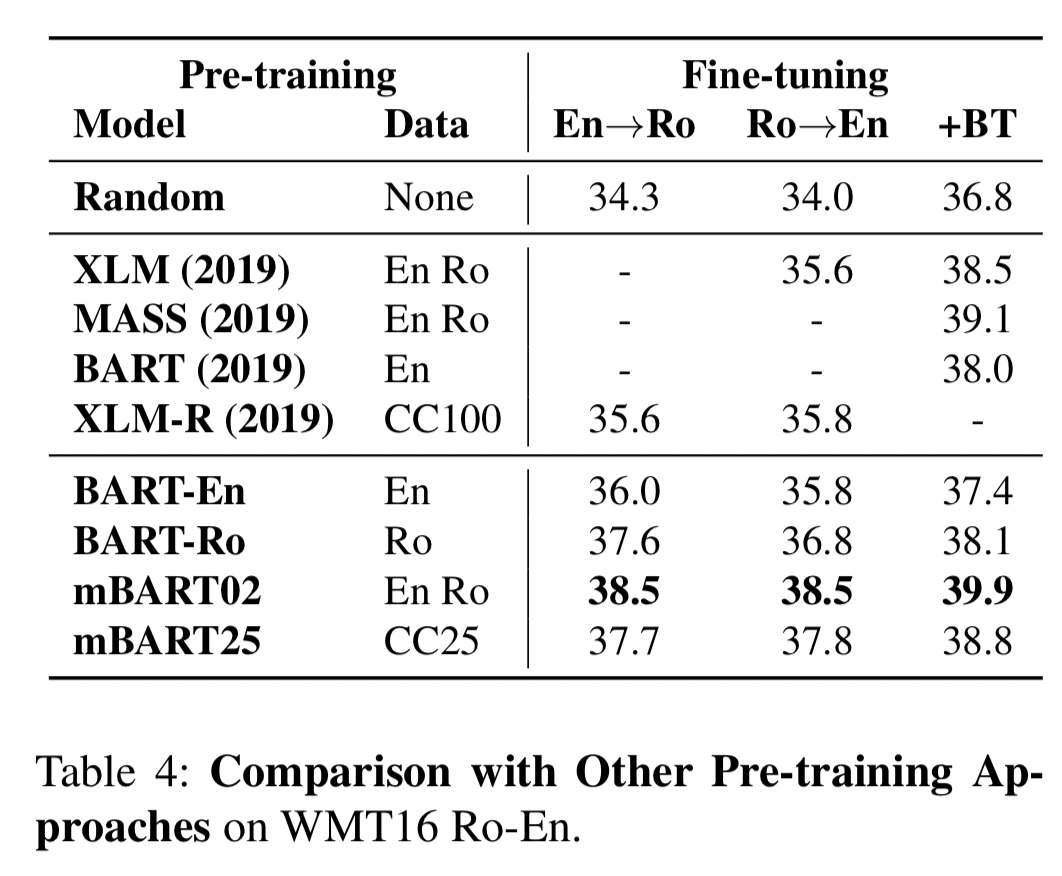 Pre-training Fine-tuning
Model Data En→Ro Ro→En +BT
Random None 34.3 34.0 36.8
XLM (2019) En Ro - 35.6 38.5
MASS (2019) En Ro - - 39.1
BART (2019) En - - 38.0
XLM-R (2019) CC100 35.6 35.8 -
BART-En En 36.0 35.8 37.4
BART-Ro Ro 37.6 36.8 38.1
mBART02 En Ro 38.5 38.5 39.9
mBART25 CC25 37.7 37.8 38.8
Table 4: Comparison with Other Pre-training Ap-
proaches on WMT16 Ro-En.